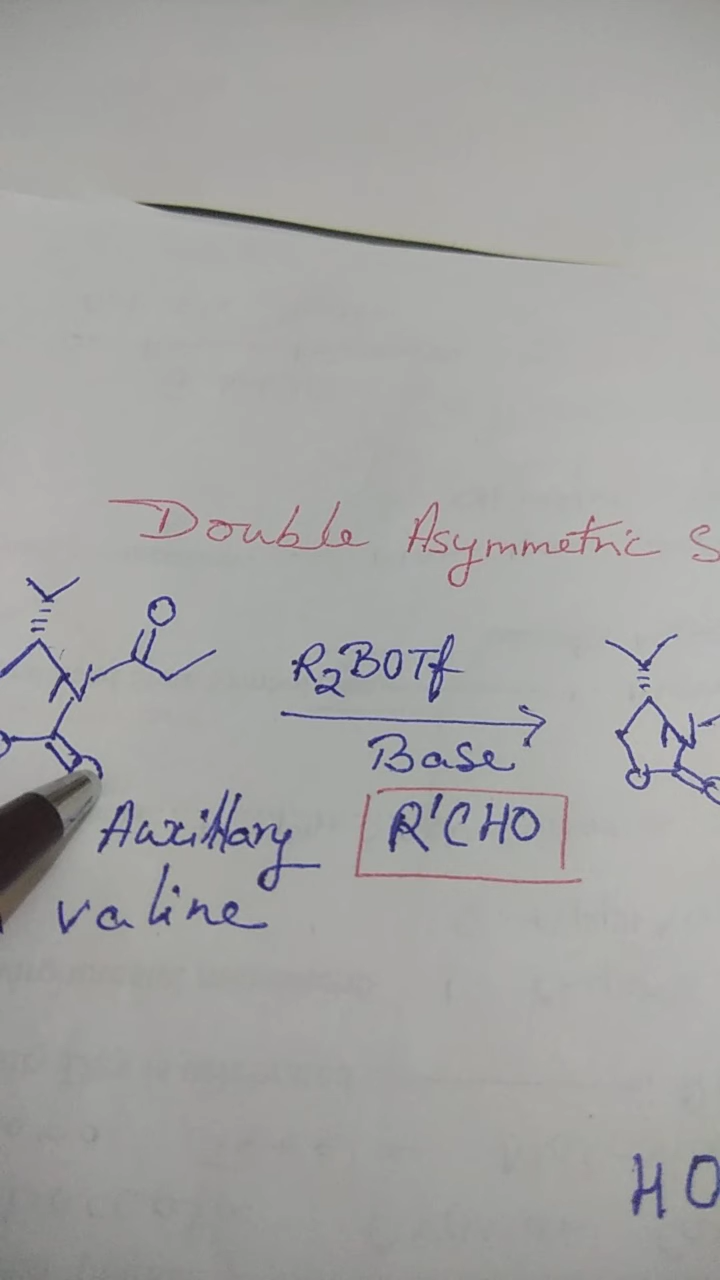 Double Asymmetric S
O
R₂BOTf
N
N
Base
O
O
Auxillary
R'CHO
valine
HO